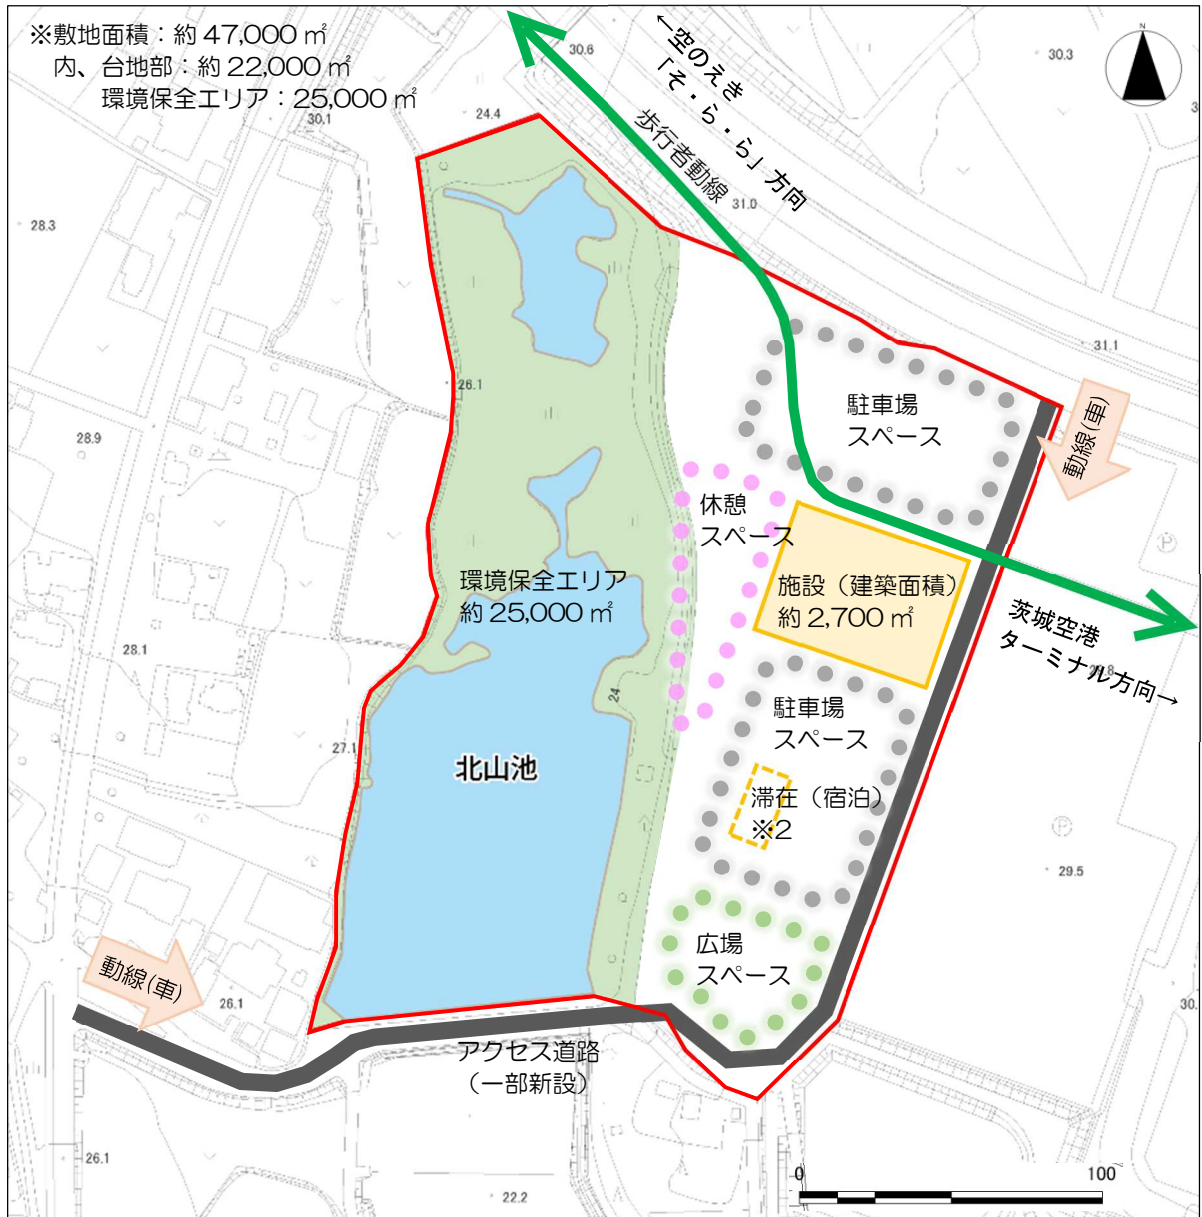 ※敷地面積：約 47,000 ㎡
内、台地部：約 22,000 ㎡
環境保全エリア：25,000 ㎡
←空のえき
「そ・ら・ら」方向
歩行者動線
N
30.6
30.3
30.1
24.4
31.0
28.3
31.1
26.1
28.9
駐車場
スペース
動線(車)
休憩
スペース
環境保全エリア
約 25,000 ㎡
施設（建築面積）
約 2,700 ㎡
茨城空港
ターミナル方向→
28.1
24
27.1
北山池
駐車場
スペース
滞在（宿泊）
※2
29.5
広場
スペース
動線(車)
26.1
30.
アクセス道路
（一部新設）
26.1
22.2
0
100